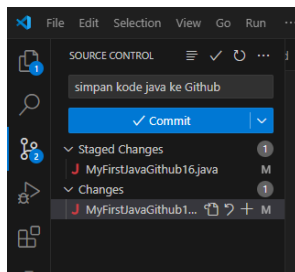 File Edit Selection View Go Run ...
SOURCE CONTROL
simpan kode java ke Github
Commit
Staged Changes 1
MyFirstJavaGithub16.java M
Changes 1
MyFirstJavaGithub1... M
1
2